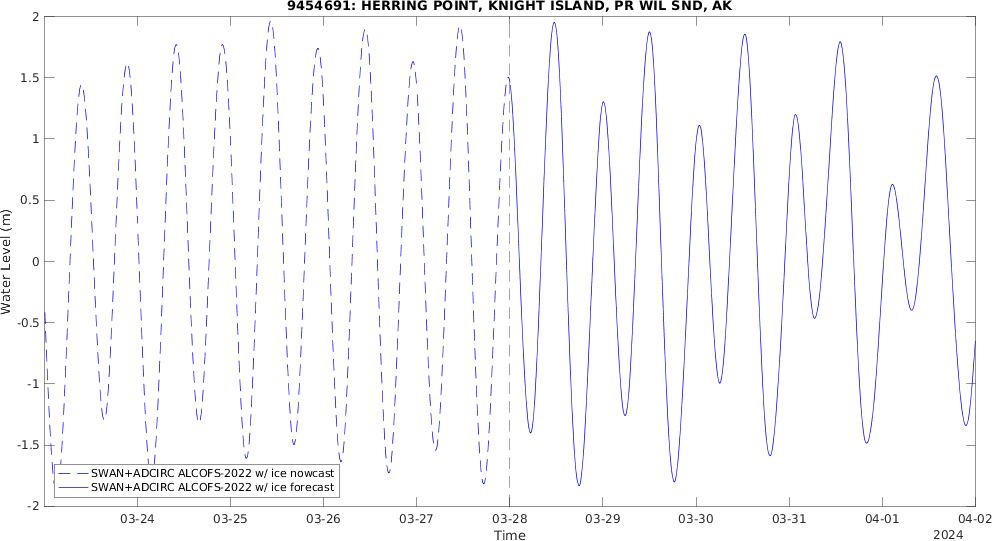 9454691: HERRING POINT, KNIGHT ISLAND, PR WIL SND, AK
2
1.5
1
0.5
0
-0.5
-1
-1.5
-2
Water Level (m)
SWAN+ADCIRC ALCOFS-2022 w/ ice nowcast
SWAN+ADCIRC ALCOFS-2022 w/ ice forecast
03-24 03-25 03-26 03-27 03-28 03-29 03-30 03-31 04-01 04-02
Time
2024